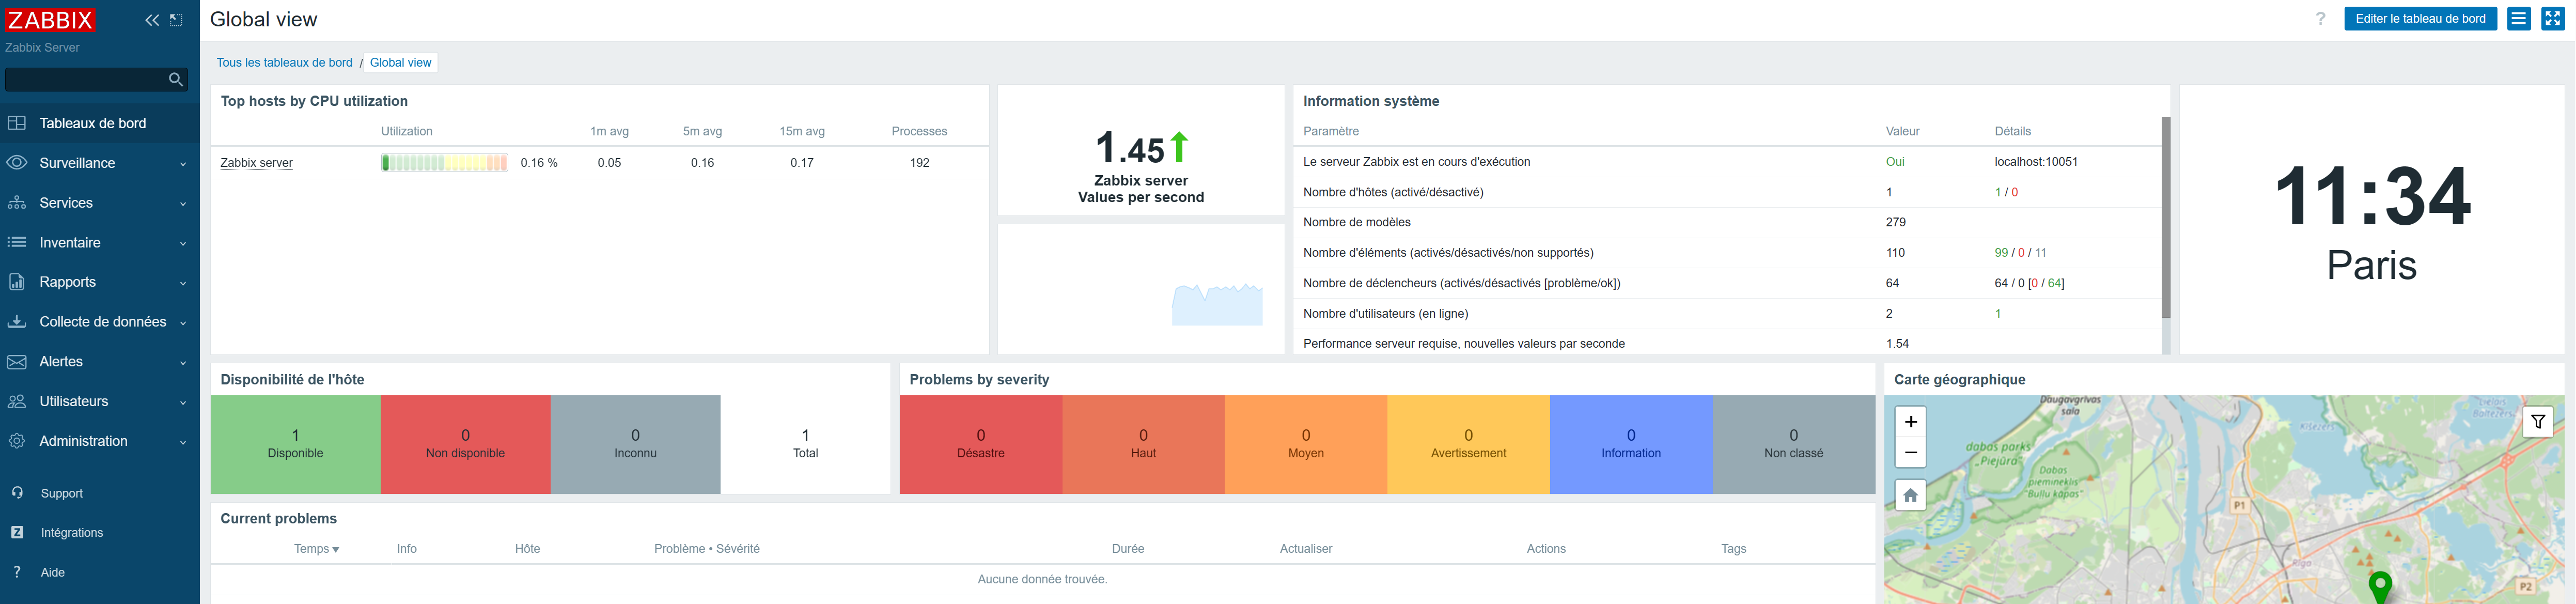 ZABBIX
Zabbix Server
Tableaux de bord
Surveillance
Services
Inventaire
Rapports
Collecte de données
Alertes
Utilisateurs
Administration
Support
Z Intégrations
? Aide
Global view
? Editer le tableau de bord
Tous les tableaux de bord / Global view
Top hosts by CPU utilization
Utilization 1m avg 5m avg 15m avg Processes
Zabbix server 0.16 % 0.05 0.16 0.17 192
1.45
Zabbix server
Values per second
Information système
Paramètre Valeur Détails
Le serveur Zabbix est en cours d'exécution Oui localhost:10051
Nombre d'hôtes (activé/désactivé) 1 1 / 0
Nombre de modèles 279
Nombre d'éléments (activés/désactivés/non supportés) 110 99 / 0 / 11
Nombre de déclencheurs (activés/désactivés [problème/ok]) 64 64 / 0 [0 / 64]
Nombre d'utilisateurs (en ligne) 2 1
Performance serveur requise, nouvelles valeurs par seconde 1.54
11:34
Paris
Disponibilité de l'hôte
1 0 0 1
Disponible Non disponible Inconnu Total
Problems by severity
0 0 0 0 0 0
Désastre Haut Moyen Avertissement Information Non classé
Carte géographique
+
−
Daugavgrīvas
sala
dabas parks
"Piejūra"
Dabas
piemineklis
"Buļļu kāpas"
Ķīšezers
Lielais
Baltezers
P1
Rīga
P2
Current problems
Temps Info Hôte Problème • Sévérité Durée Actualiser Actions Tags
Aucune donnée trouvée.